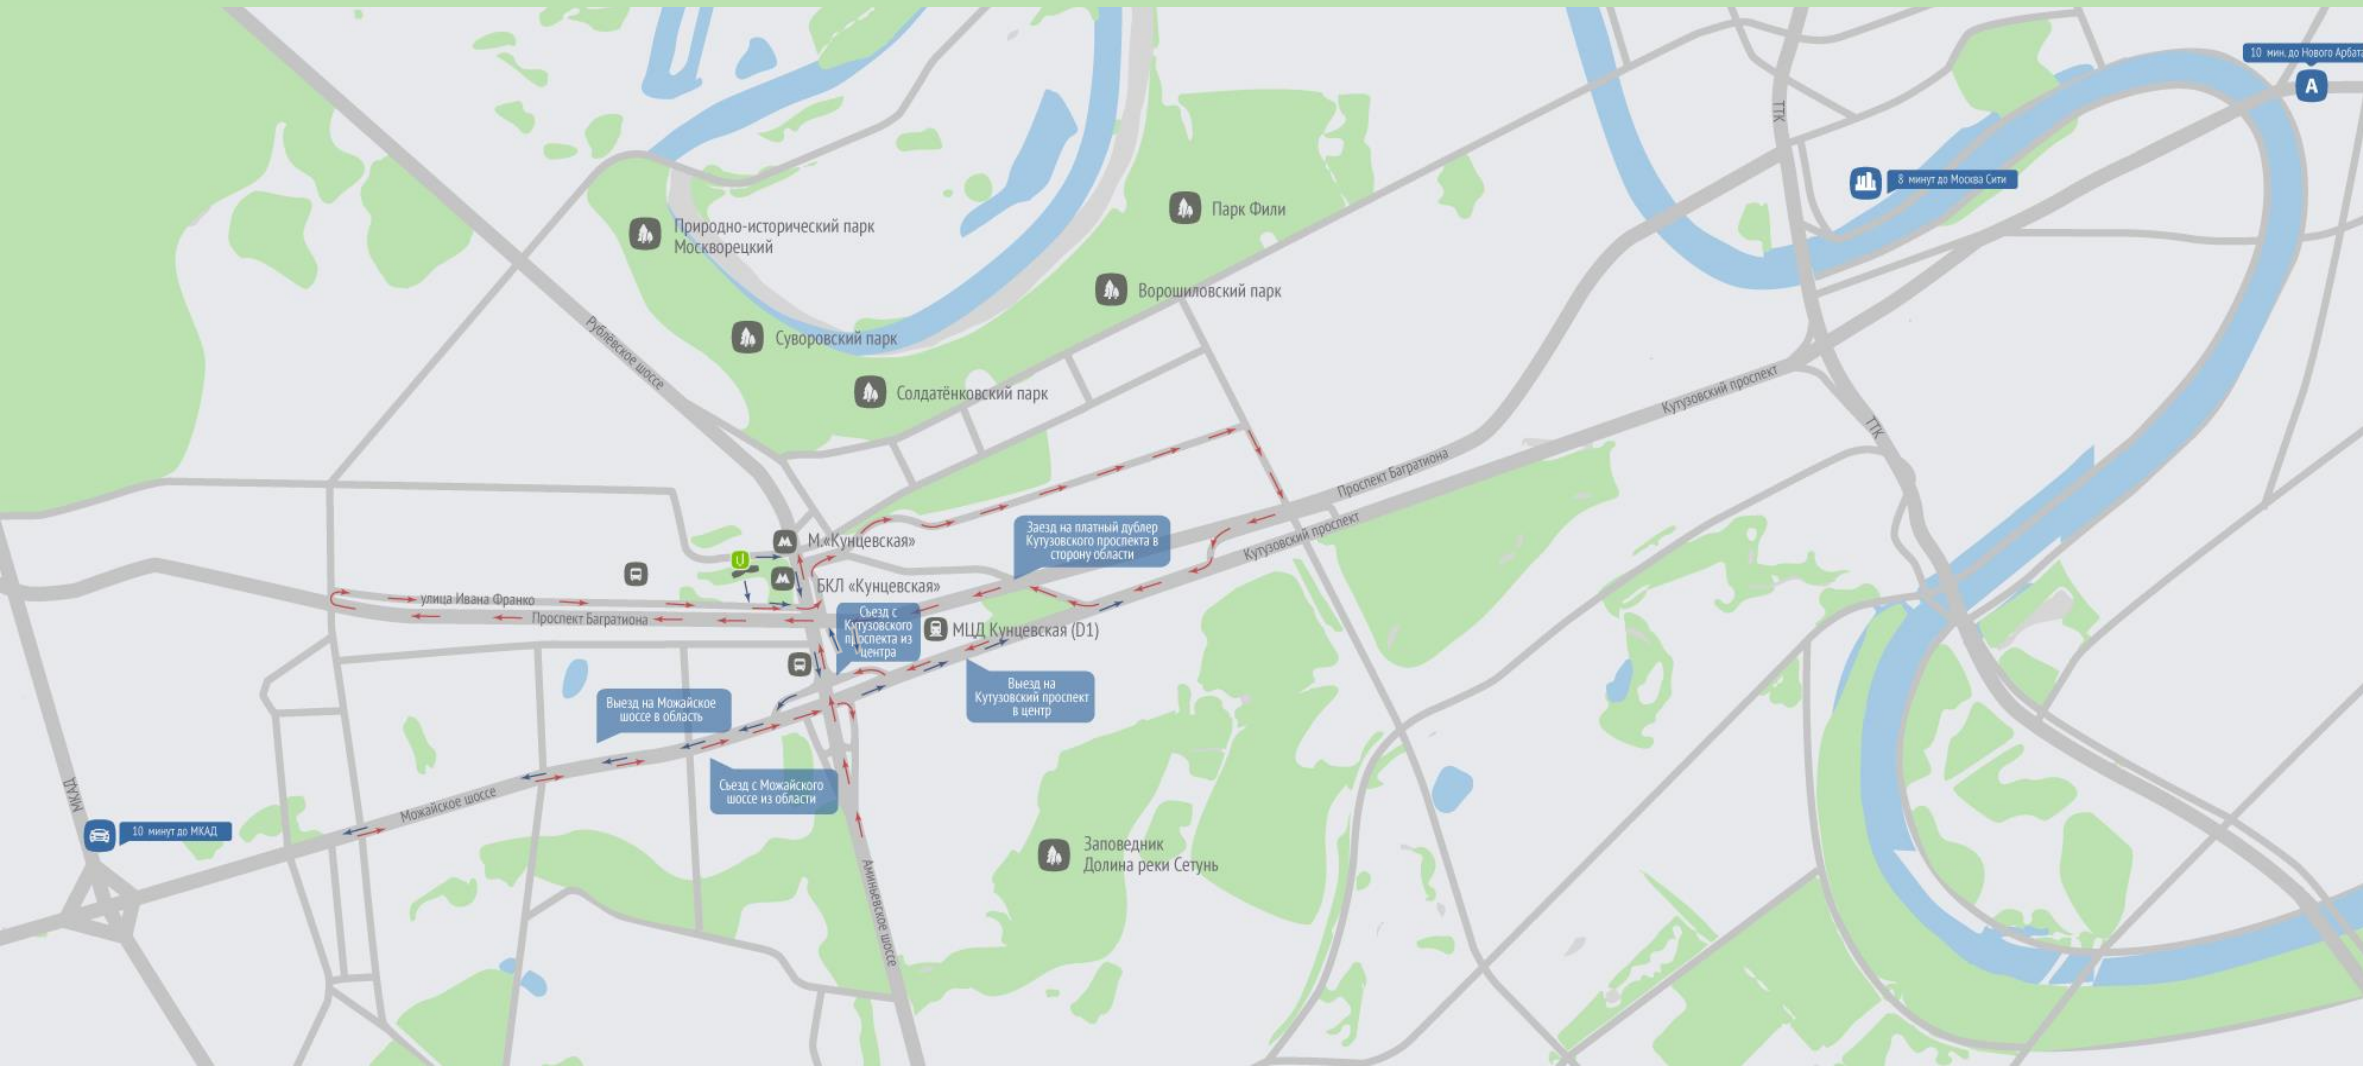 10 мин. до Нового Арбата
А
ТТК
8 минут до Москва Сити
Парк Фили
Природно-исторический парк
Москворецкий
Ворошиловский парк
Рублёвское шоссе
Суворовский парк
Солдатёнковский парк
Кутузовский проспект
ТТК
Проспект Багратиона
Кутузовский проспект
Заезд на платный дублер
Кутузовского проспекта в
сторону области
М.«Кунцевская»
БКЛ «Кунцевская»
улица Ивана Франко
Проспект Багратиона
Съезд с
Кутузовского
проспекта из
центра
МЦД Кунцевская (D1)
Выезд на
Кутузовский проспект
в центр
Выезд на Можайское
шоссе в область
Съезд с Можайского
шоссе из области
МКАД
Можайское шоссе
10 минут до МКАД
Заповедник
Долина реки Сетунь
Аминьевское шоссе